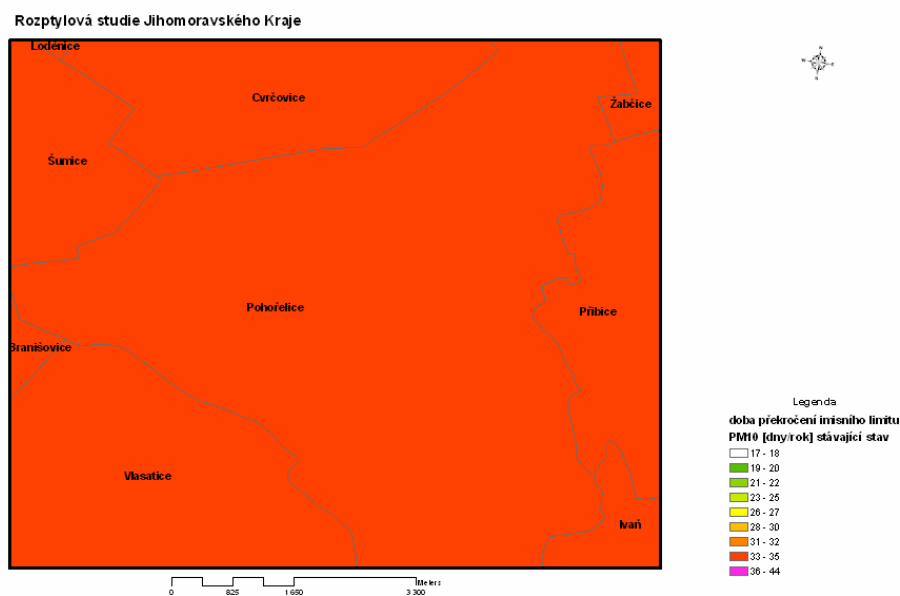 Rozptylová studie Jihomoravského Kraje
Loděnice
Cvrčovice
Žabčice
Šumice
Pohořelice
Přibice
Branišovice
Vlasatice
Ivaň
N
W
E
S
Legenda
doba překročení imisního limitu
PM10 [dny/rok] stávající stav
17 - 18
19 - 20
21 - 22
23 - 25
26 - 27
28 - 30
31 - 32
33 - 35
36 - 44
Meters
0 825 1 650 3 300